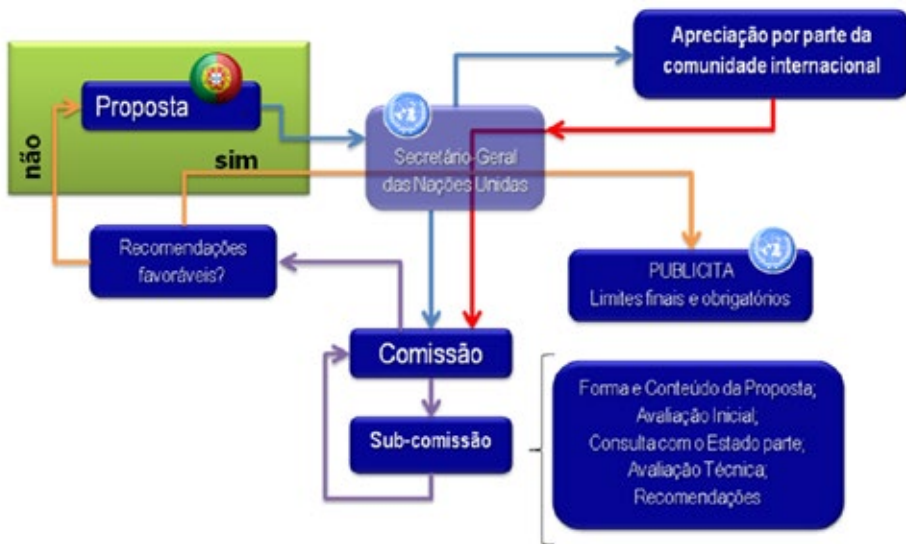 Apreciação por parte da
comunidade internacional
Proposta
não
sim
Secretário-Geral
das Nações Unidas
Recomendações
favoráveis?
PUBLICITA
Limites finais e obrigatórios
Comissão
Sub-comissão
Forma e Conteúdo da Proposta;
Avaliação Inicial;
Consulta com o Estado parte;
Avaliação Técnica;
Recomendações